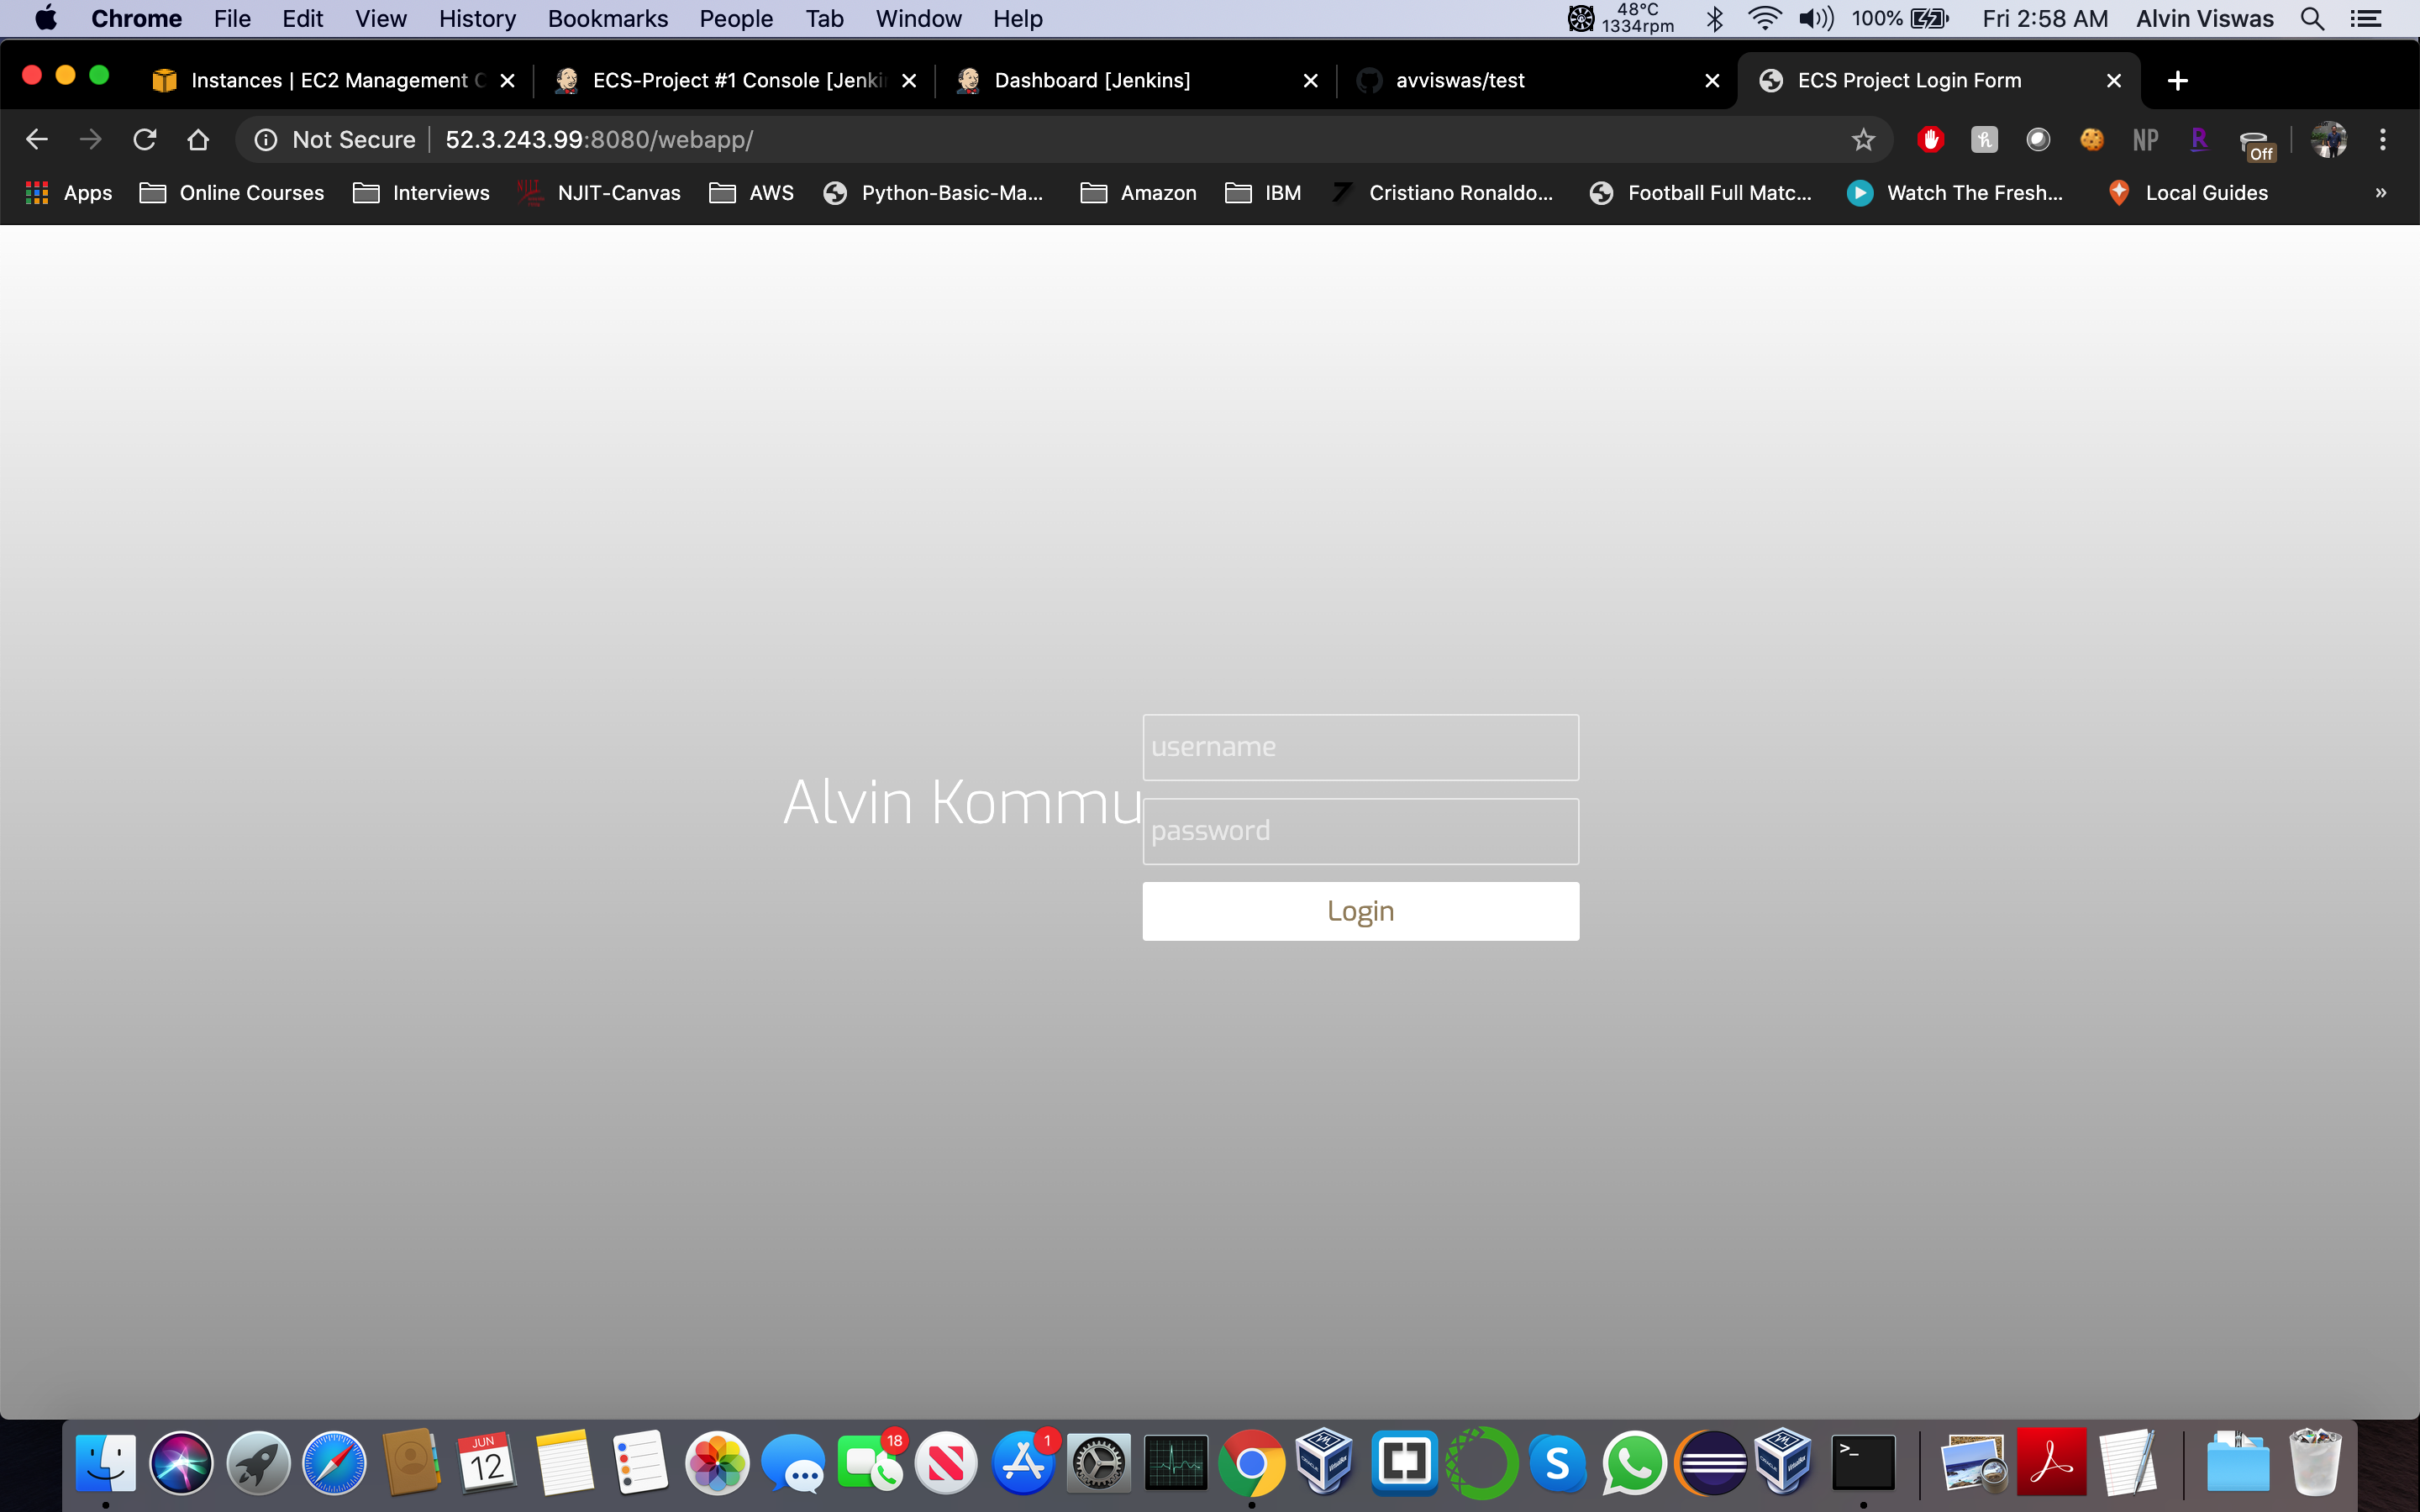 Chrome File Edit View History Bookmarks People Tab Window Help 48°C 1334rpm 100% Fri 2:58 AM Alvin Viswas
Instances | EC2 Management C ECS-Project #1 Console [Jenki Dashboard [Jenkins] avviswas/test ECS Project Login Form
Not Secure 52.3.243.99:8080/webapp/ h NP R Off
Apps Online Courses Interviews NJIT NJIT-Canvas AWS Python-Basic-Ma... Amazon IBM Cristiano Ronaldo... Football Full Matc... Watch The Fresh... Local Guides »
username
Alvin Kommu
password
Login
JUN 12 18 1 S >_